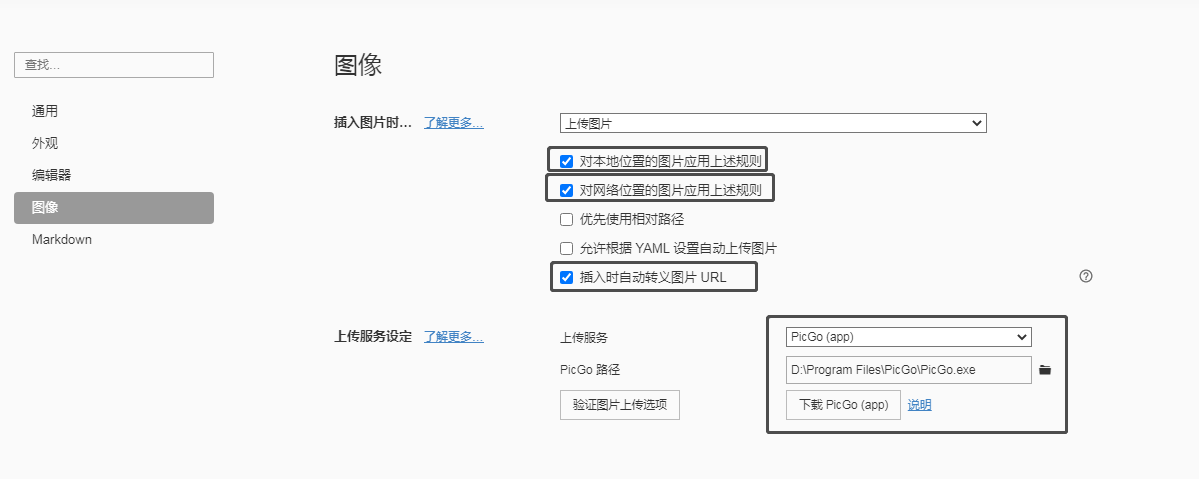 查找...
通用
外观
编辑器
图像
Markdown
图像
插入图片时... 了解更多... 上传图片
对本地位置的图片应用上述规则
对网络位置的图片应用上述规则
优先使用相对路径
允许根据 YAML 设置自动上传图片
插入时自动转义图片 URL
上传服务设定 了解更多... 上传服务 PicGo (app)
PicGo 路径 D:\Program Files\PicGo\PicGo.exe
验证图片上传选项 下载 PicGo (app) 说明